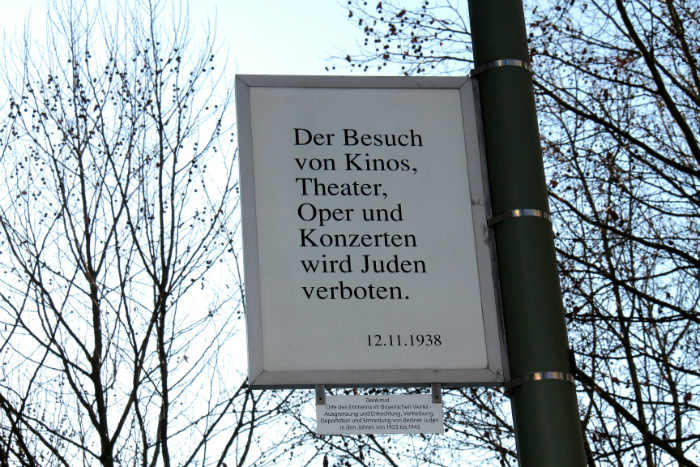 Der Besuch
von Kinos,
Theater,
Oper und
Konzerten
wird Juden
verboten.
12.11.1938
Denkmal
Orte des Erinnerns im Bayerischen Viertel -
Ausgrenzung und Entrechtung, Vertreibung,
Deportation und Ermordung von Berliner Juden
in den Jahren von 1933 bis 1945